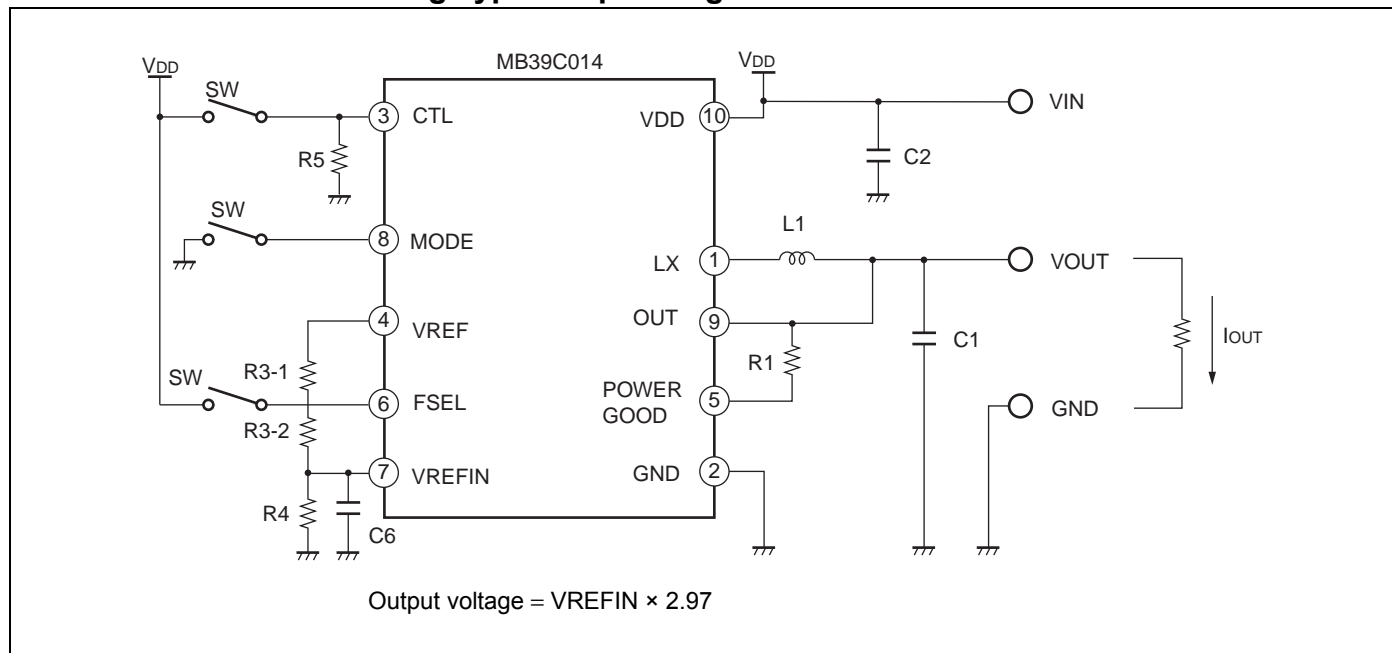 MB39C014
VDD
SW
3
CTL
R5
SW
8
MODE
4
VREF
R3-1
SW
6
FSEL
R3-2
7
VREFIN
R4
C6
VDD
VDD
10
VIN
C2
L1
LX
1
VOUT
OUT
9
C1
IOUT
R1
POWER
GOOD
5
GND
GND
2
Output voltage = VREFIN × 2.97